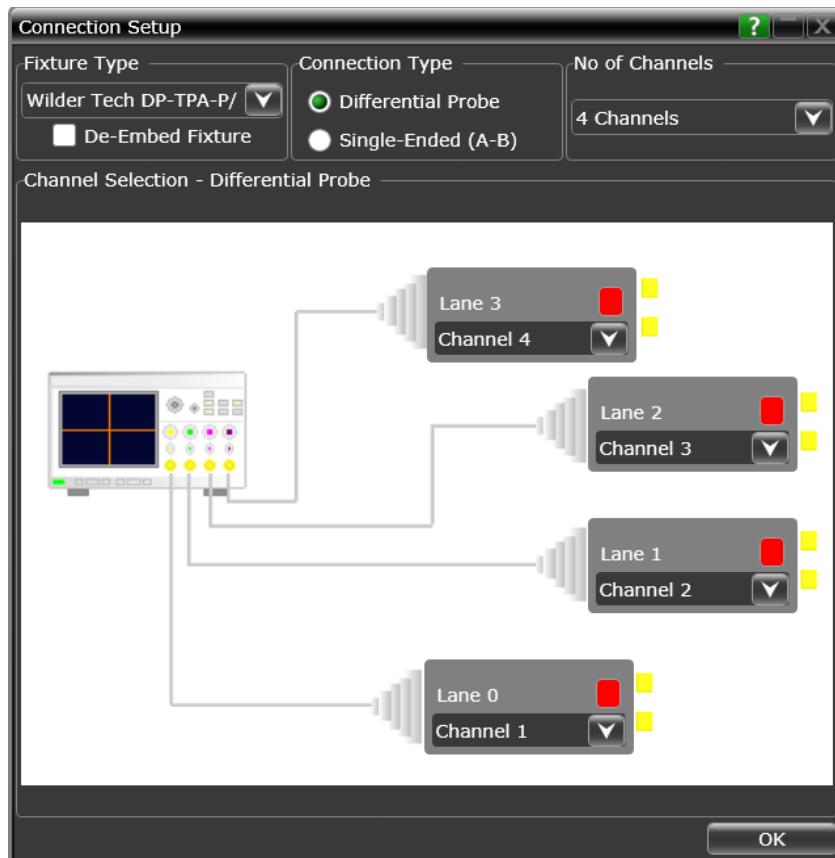 Connection Setup
?
X
Fixture Type
Connection Type
No of Channels
Wilder Tech DP-TPA-P/
Differential Probe
4 Channels
De-Embed Fixture
Single-Ended (A-B)
Channel Selection - Differential Probe
Lane 3
Channel 4
Lane 2
Channel 3
Lane 1
Channel 2
Lane 0
Channel 1
OK